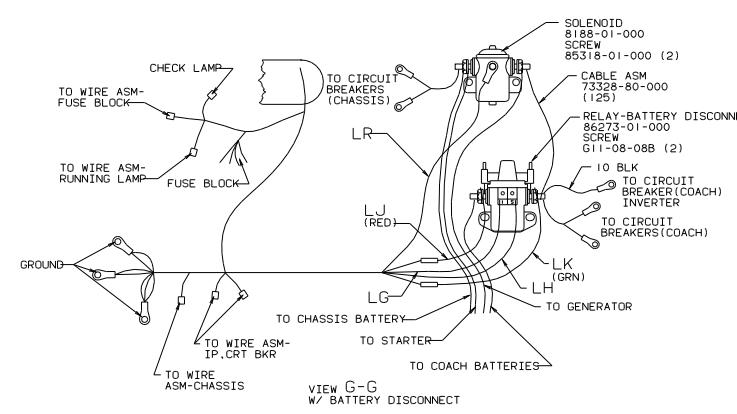 SOLENOID
8188-01-000
SCREW
85318-01-000 (2)
CHECK LAMP
TO CIRCUIT
BREAKERS
(CHASSIS)
CABLE ASM
73328-80-000
(125)
TO WIRE ASM-
FUSE BLOCK
RELAY-BATTERY DISCONN
86273-01-000
SCREW
G11-08-08B (2)
LR
10 BLK
TO WIRE ASM-
RUNNING LAMP
FUSE BLOCK
TO CIRCUIT
BREAKER(COACH)
INVERTER
LJ
(RED)
TO CIRCUIT
BREAKERS(COACH)
GROUND
LK
(GRN)
LG
LH
TO GENERATOR
TO CHASSIS BATTERY
TO STARTER
TO WIRE ASM-
IP,CRT BKR
TO COACH BATTERIES
TO WIRE
ASM-CHASSIS
VIEW G-G
W/ BATTERY DISCONNECT